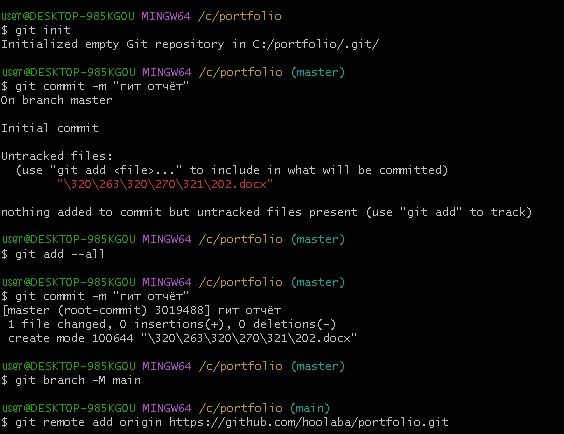 user@DESKTOP-985KGOU MINGW64 /c/portfolio
$ git init
Initialized empty Git repository in C:/portfolio/.git/
user@DESKTOP-985KGOU MINGW64 /c/portfolio (master)
$ git commit -m "гит отчёт"
On branch master
Initial commit
Untracked files:
(use "git add <file>..." to include in what will be committed)
"\320\263\320\270\321\202.docx"
nothing added to commit but untracked files present (use "git add" to track)
user@DESKTOP-985KGOU MINGW64 /c/portfolio (master)
$ git add --all
user@DESKTOP-985KGOU MINGW64 /c/portfolio (master)
$ git commit -m "гит отчёт"
[master (root-commit) 3019488] гит отчёт
1 file changed, 0 insertions(+), 0 deletions(-)
create mode 100644 "\320\263\320\270\321\202.docx"
user@DESKTOP-985KGOU MINGW64 /c/portfolio (master)
$ git branch -M main
user@DESKTOP-985KGOU MINGW64 /c/portfolio (main)
$ git remote add origin https://github.com/hoolaba/portfolio.git